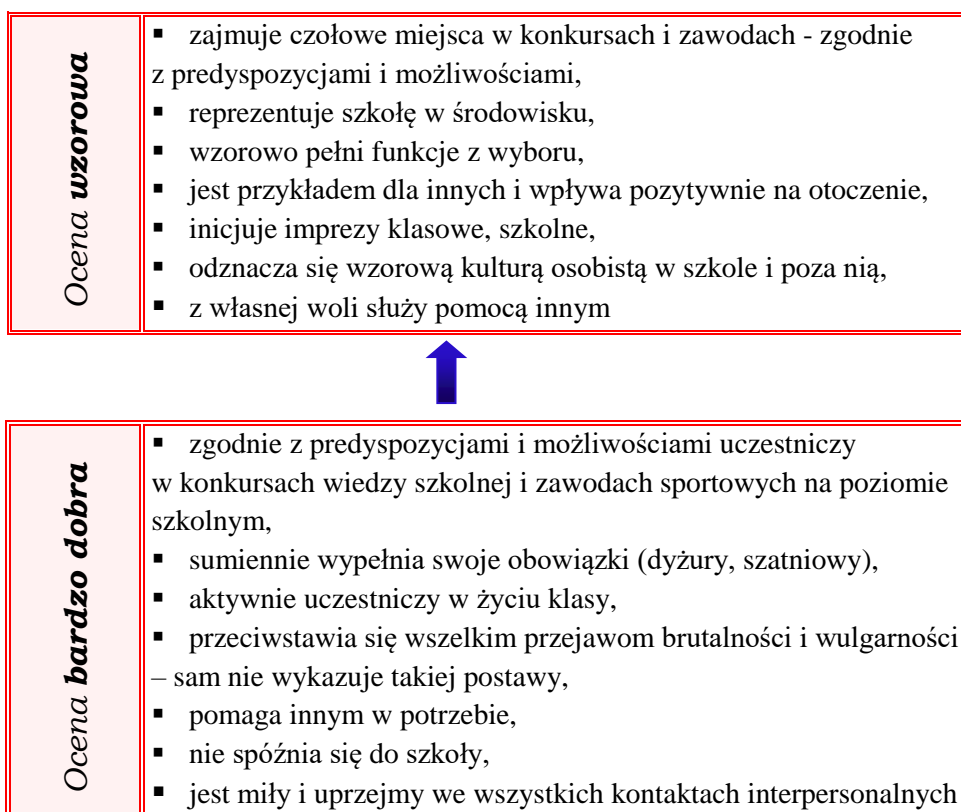 Ocena wzorowa
▪ zajmuje czołowe miejsca w konkursach i zawodach - zgodnie
z predyspozycjami i możliwościami,
▪ reprezentuje szkołę w środowisku,
▪ wzorowo pełni funkcje z wyboru,
▪ jest przykładem dla innych i wpływa pozytywnie na otoczenie,
▪ inicjuje imprezy klasowe, szkolne,
▪ odznacza się wzorową kulturą osobistą w szkole i poza nią,
▪ z własnej woli służy pomocą innym
Ocena bardzo dobra
▪ zgodnie z predyspozycjami i możliwościami uczestniczy
w konkursach wiedzy szkolnej i zawodach sportowych na poziomie
szkolnym,
▪ sumiennie wypełnia swoje obowiązki (dyżury, szatniowy),
▪ aktywnie uczestniczy w życiu klasy,
▪ przeciwstawia się wszelkim przejawom brutalności i wulgarności
– sam nie wykazuje takiej postawy,
▪ pomaga innym w potrzebie,
▪ nie spóźnia się do szkoły,
▪ jest miły i uprzejmy we wszystkich kontaktach interpersonalnych